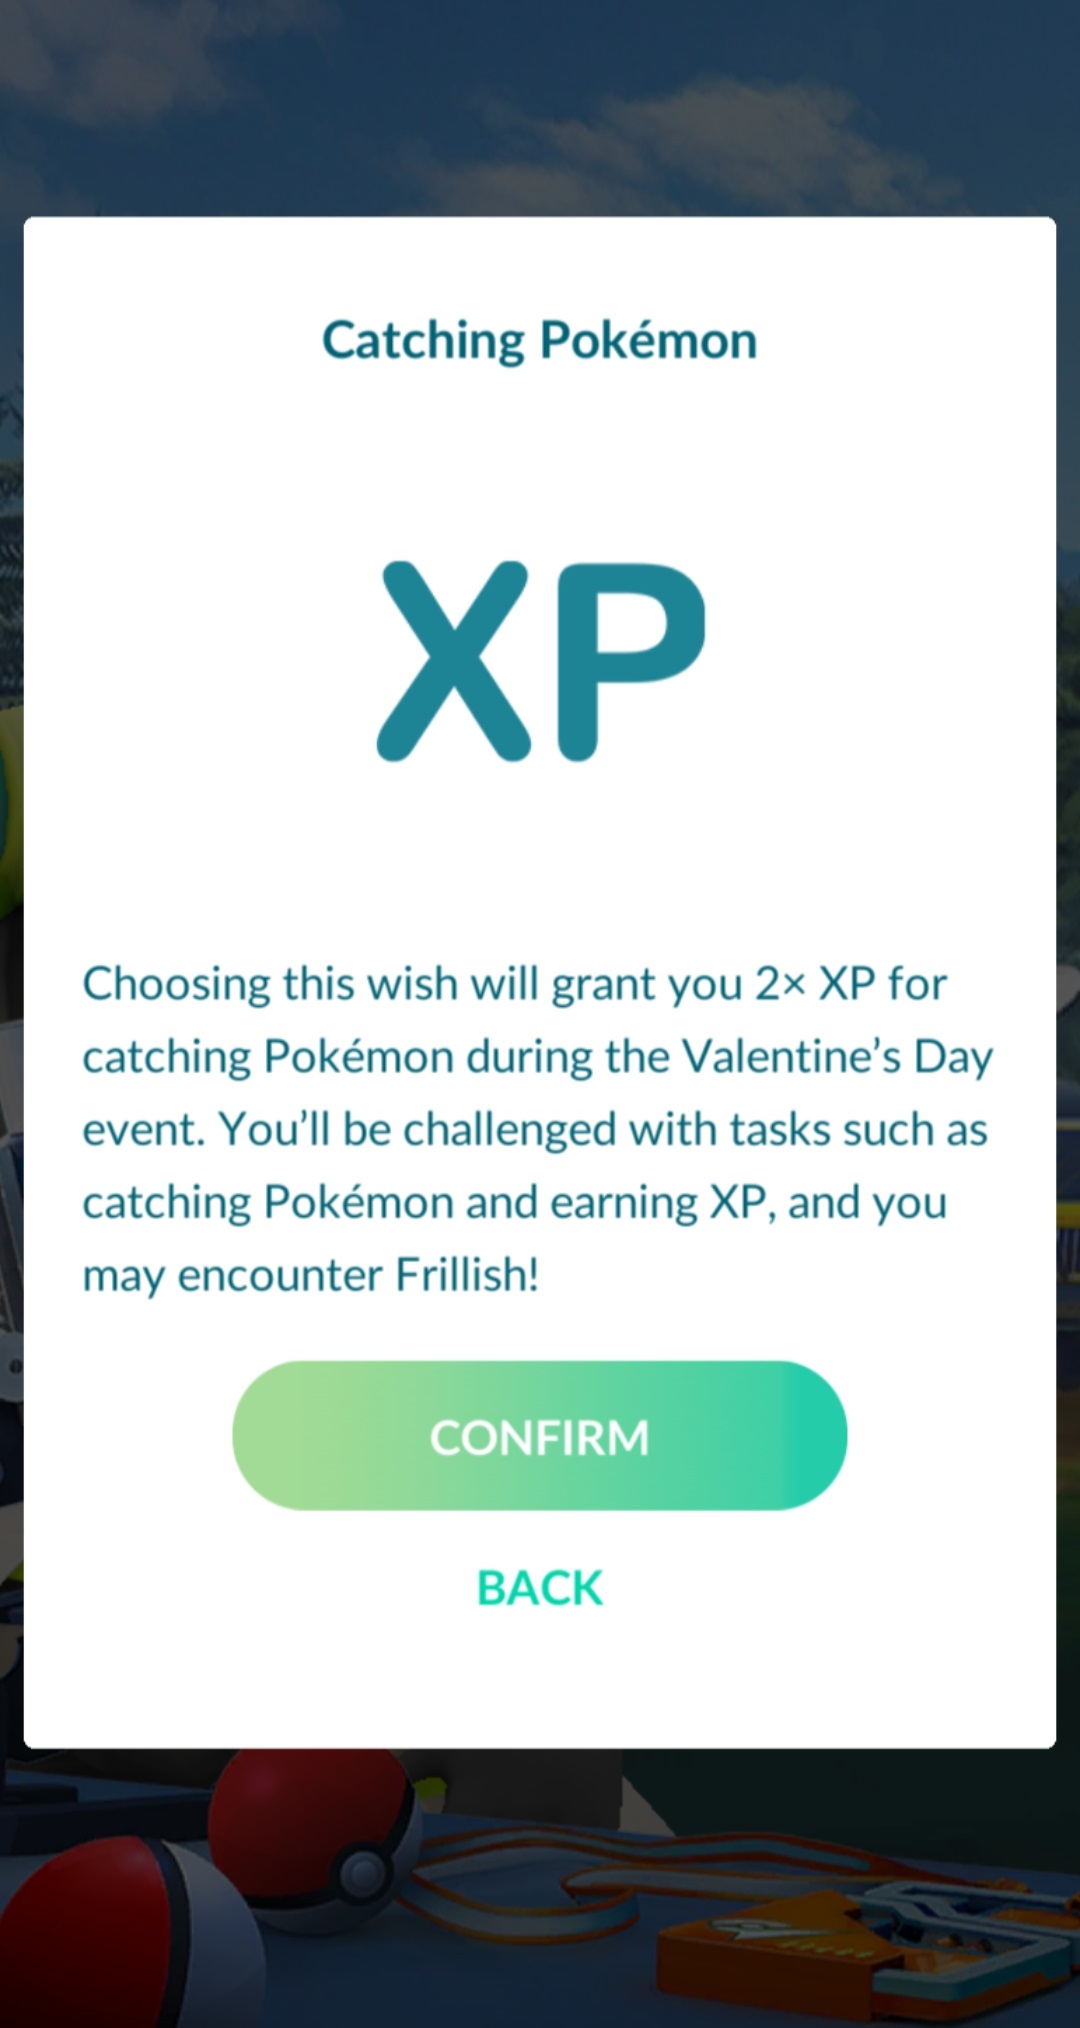 Catching Pokémon
XP
Choosing this wish will grant you 2× XP for
catching Pokémon during the Valentine’s Day
event. You’ll be challenged with tasks such as
catching Pokémon and earning XP, and you
may encounter Frillish!
CONFIRM
BACK